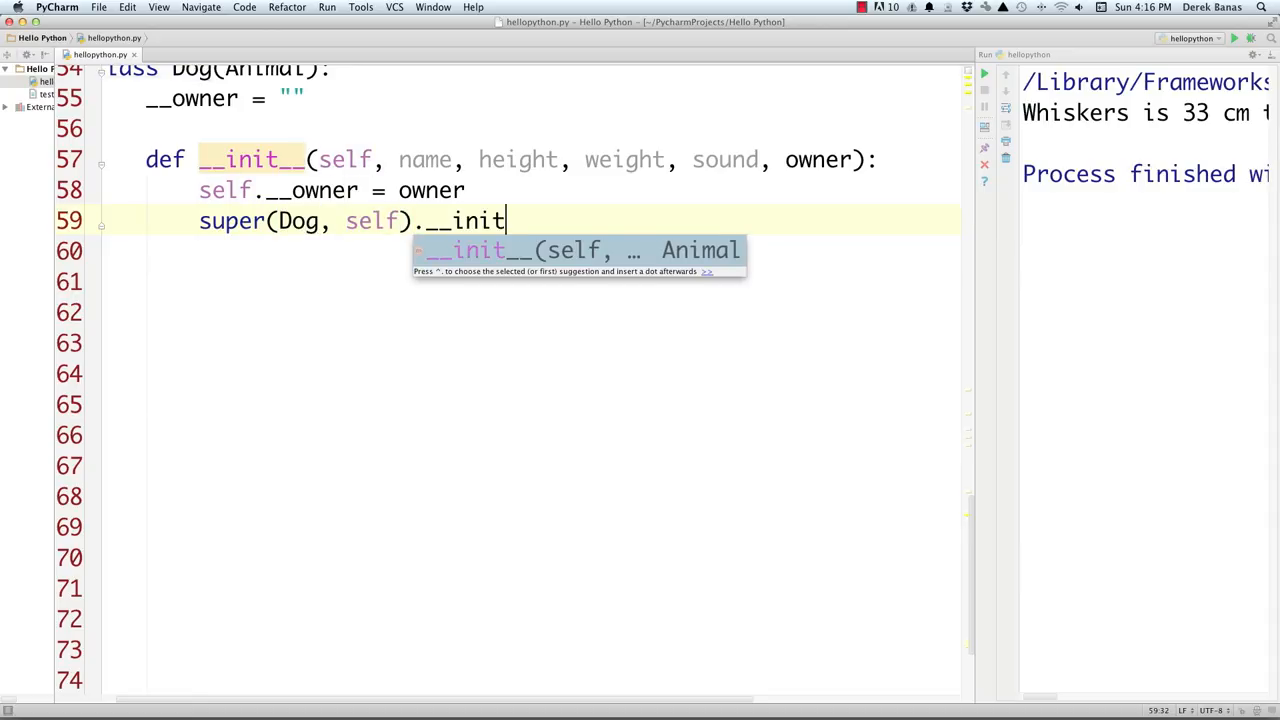 PyCharm File Edit View Navigate Code Refactor Run Tools VCS Window Help 10 Sun 4:16 PM Derek Banas
hellopython.py - Hello Python - [~/PycharmProjects/Hello Python]
Hello Python hellopython.py hellopython
hellopython.py Run hellopython
Hello P
hell
test
Extern
54 lass Dog(Animal):
55 __owner = ""
56
57 def __init__(self, name, height, weight, sound, owner):
58 self.__owner = owner
59 super(Dog, self).__init
__init__(self, … Animal
Press ^. to choose the selected (or first) suggestion and insert a dot afterwards >>
60
61
62
63
64
65
66
67
68
69
70
71
72
73
74
/Library/Frameworks
Whiskers is 33 cm t
Process finished wi
59:32 LF UTF-8